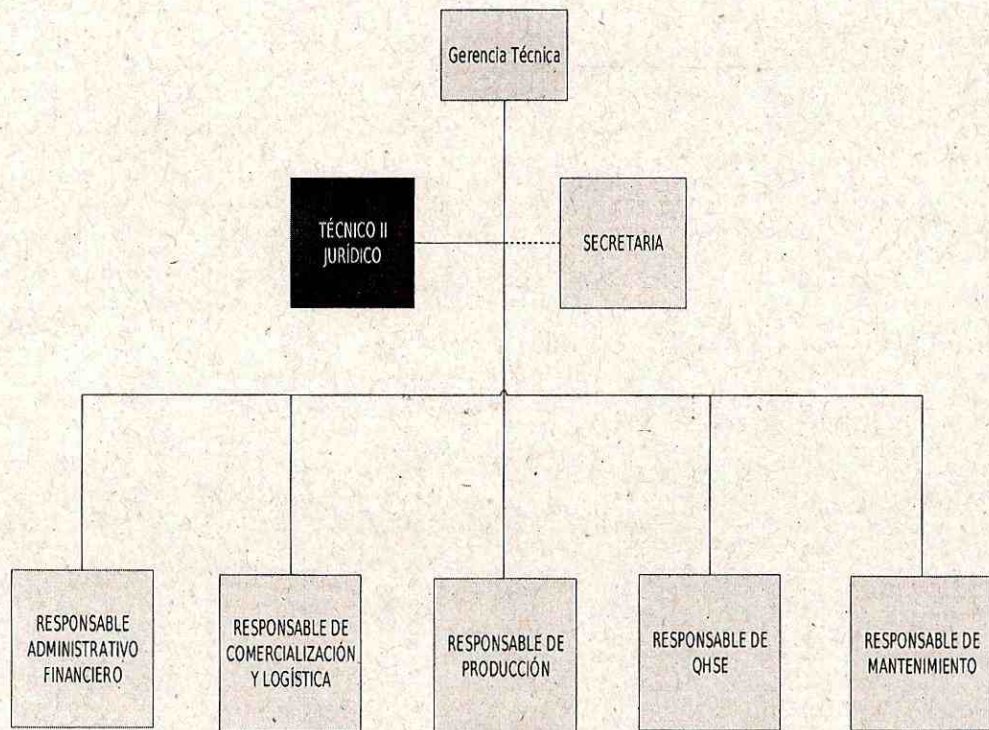 Gerencia Técnica
TÉCNICO II
JURÍDICO
SECRETARIA
RESPONSABLE
ADMINISTRATIVO
FINANCIERO
RESPONSABLE DE
COMERCIALIZACIÓN
Y LOGÍSTICA
RESPONSABLE DE
PRODUCCIÓN
RESPONSABLE DE
QHSE
RESPONSABLE DE
MANTENIMIENTO